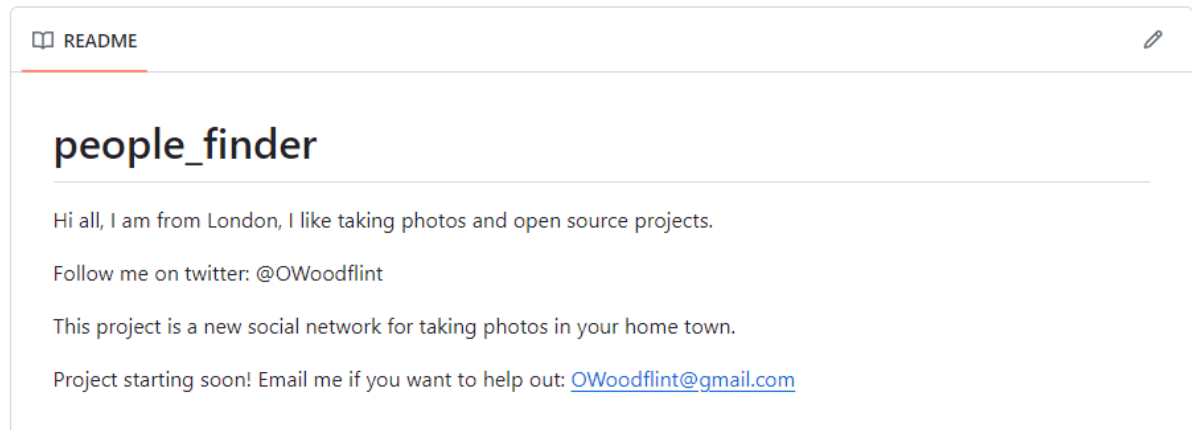 README
people_finder
Hi all, I am from London, I like taking photos and open source projects.
Follow me on twitter: @OWoodflint
This project is a new social network for taking photos in your home town.
Project starting soon! Email me if you want to help out: OWoodflint@gmail.com